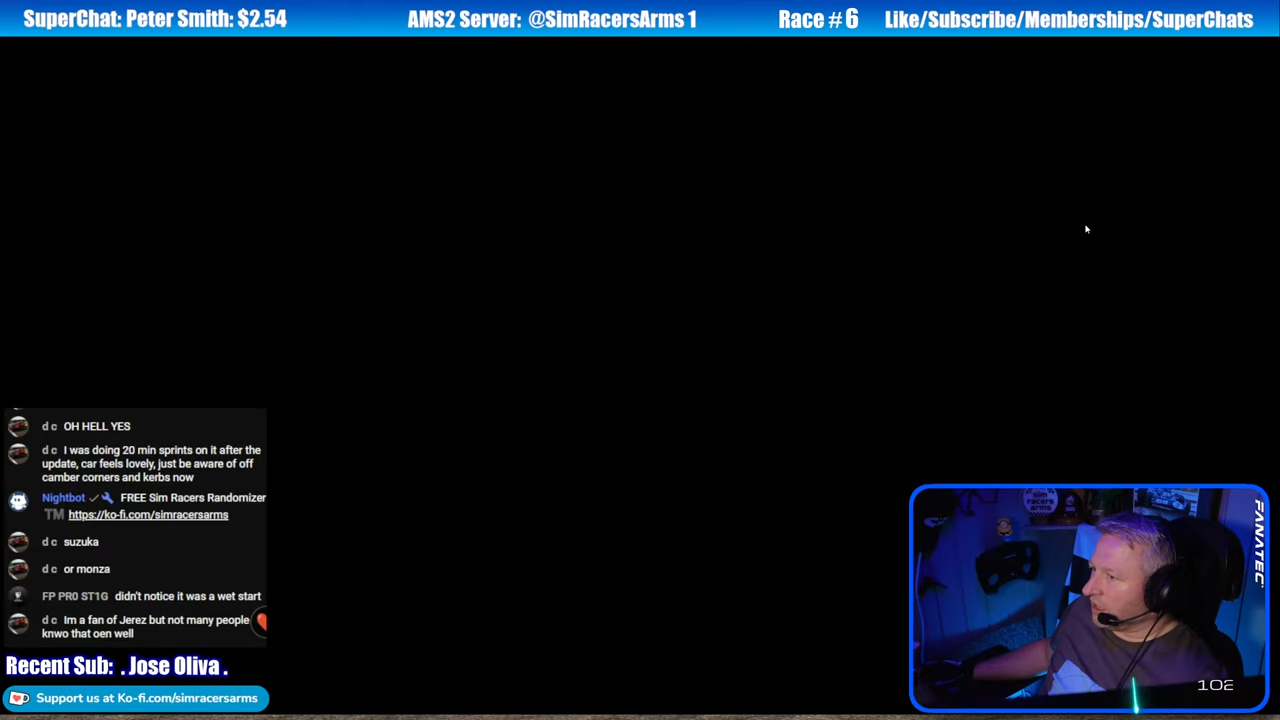 SuperChat: Peter Smith: $2.54
AMS2 Server: @SimRacersArms 1
Race # 6
Like/Subscribe/Memberships/SuperChats
d c OH HELL YES
d c I was doing 20 min sprints on it after the
update, car feels lovely, just be aware of off
camber corners and kerbs now
Nightbot FREE Sim Racers Randomizer
TM https://ko-fi.com/simracersarms
d c suzuka
d c or monza
FP PR0 ST1G didn't notice it was a wet start
d c Im a fan of Jerez but not many people
knwo that oen well
Recent Sub: . Jose Oliva .
Support us at Ko-fi.com/simracersarms
sim
racers
arms
FANATEC
102